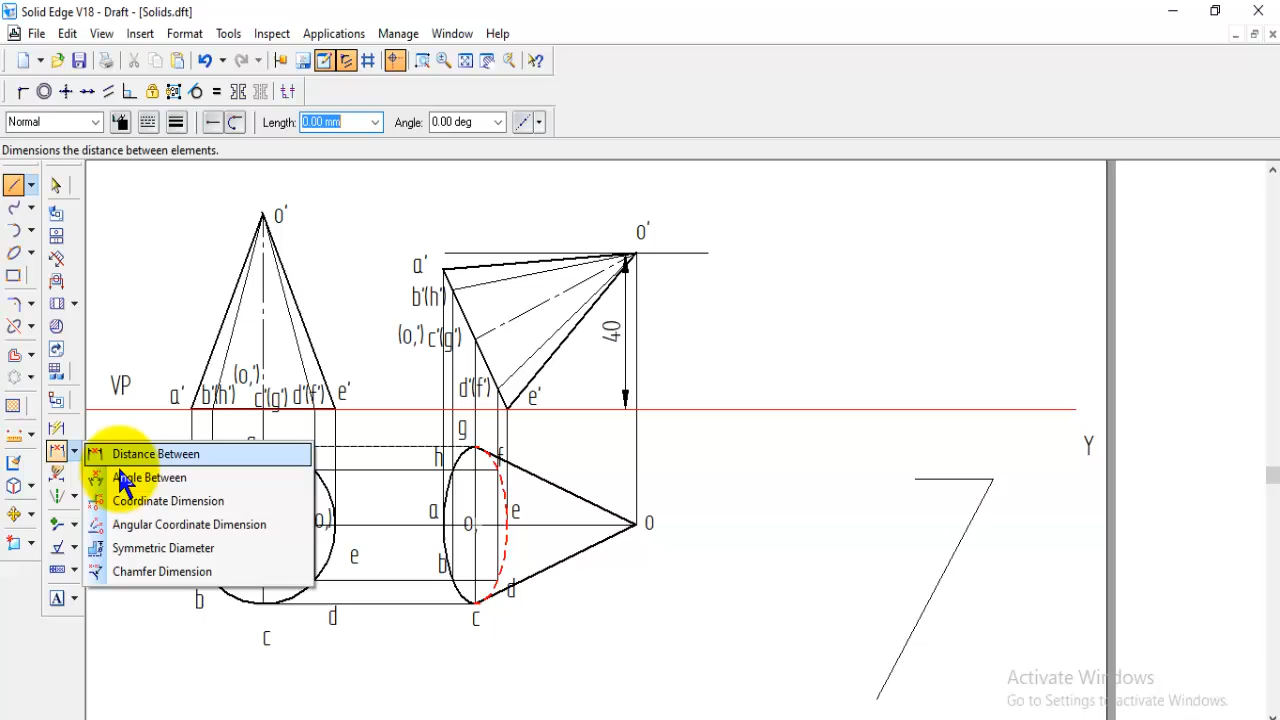 Solid Edge V18 - Draft - [Solids.dft]
File Edit View Insert Format Tools Inspect Applications Manage Window Help
Normal Length: 0.00 mm Angle: 0.00 deg
Dimensions the distance between elements.
o' o'
a'
b'(h')
(o,') c'(g') 40
VP (o,') d'(f')
a' b'(h') c'(g') d'(f') e' e'
g Y
Distance Between h f
Angle Between
Coordinate Dimension a e
Angular Coordinate Dimension o, o
Symmetric Diameter e
Chamfer Dimension b
b d d
c c
Activate Windows
Go to Settings to activate Windows.